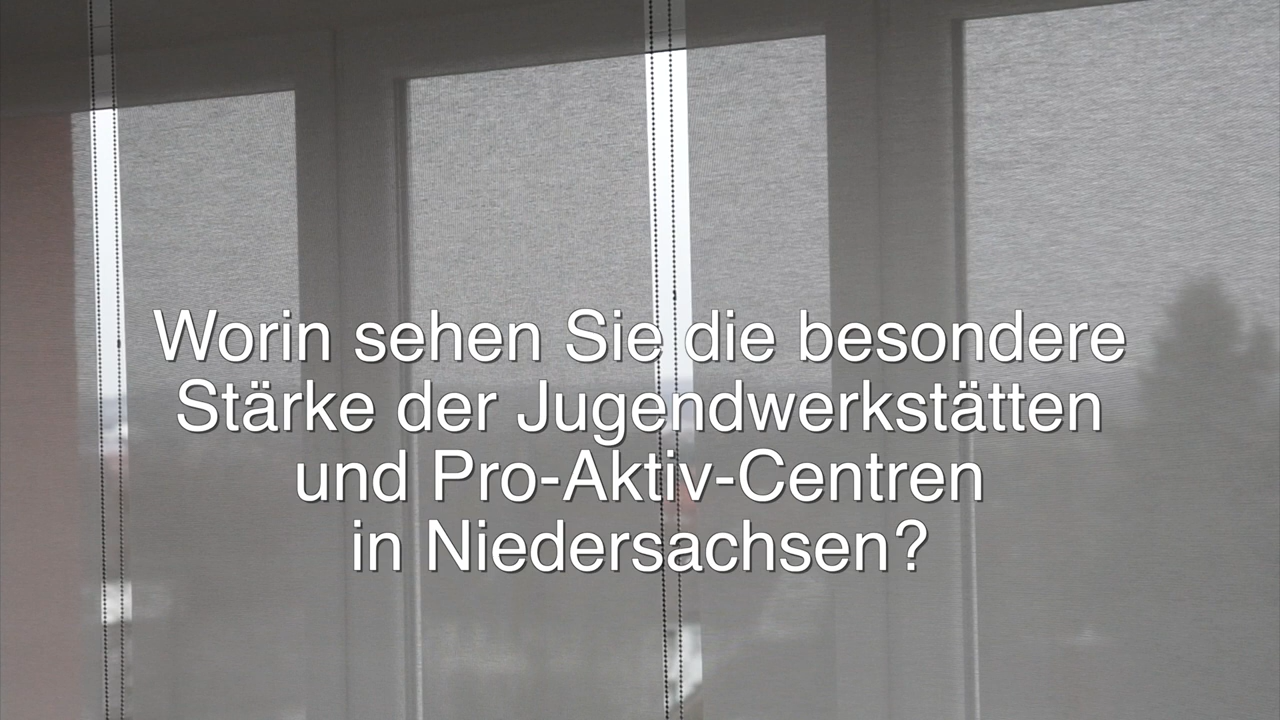 Worin sehen Sie die besondere
Stärke der Jugendwerkstätten
und Pro-Aktiv-Centren
in Niedersachsen?